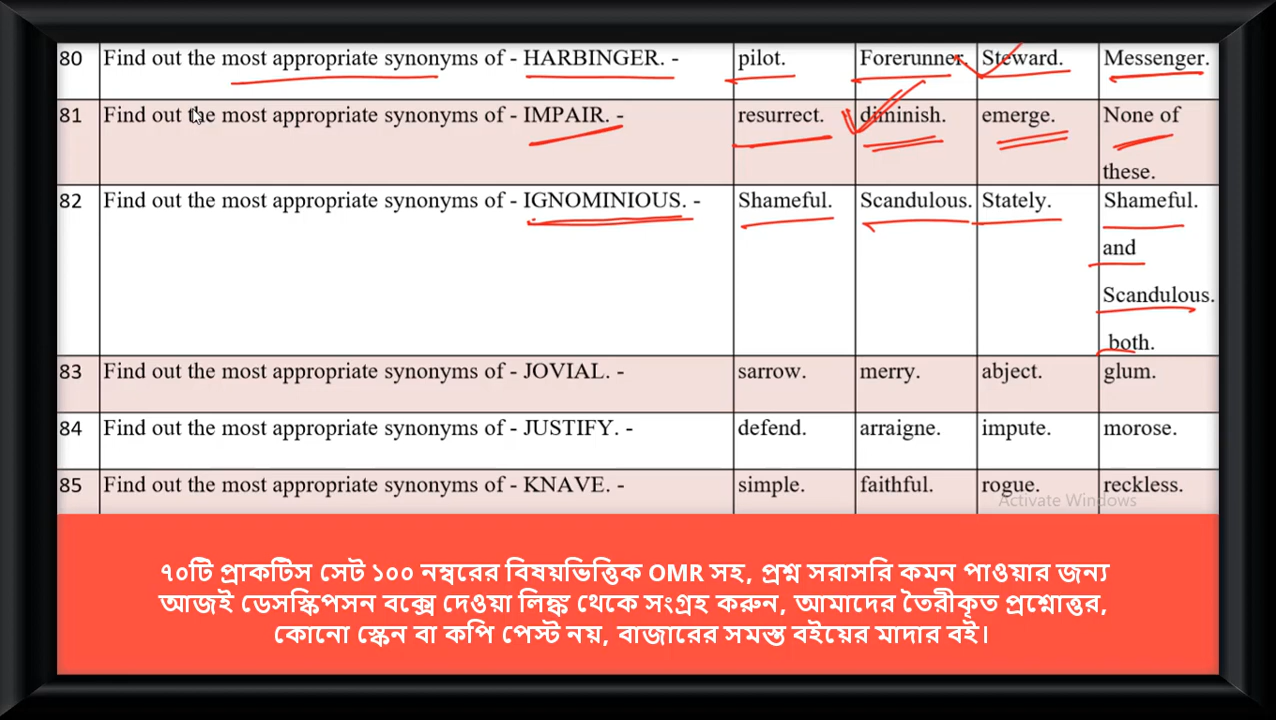 80 Find out the most appropriate synonyms of - HARBINGER. - pilot. Forerunner. Steward. Messenger.
81 Find out the most appropriate synonyms of - IMPAIR. - resurrect. diminish. emerge. None of
these.
82 Find out the most appropriate synonyms of - IGNOMINIOUS. - Shameful. Scandulous. Stately. Shameful.
and
Scandulous.
both.
83 Find out the most appropriate synonyms of - JOVIAL. - sarrow. merry. abject. glum.
84 Find out the most appropriate synonyms of - JUSTIFY. - defend. arraigne. impute. morose.
85 Find out the most appropriate synonyms of - KNAVE. - simple. faithful. rogue. reckless.
Activate Windows
৭০টি প্রাকটিস সেট ১০০ নম্বরের বিষয়ভিত্তিক OMR সহ, প্রশ্ন সরাসরি কমন পাওয়ার জন্য
আজই ডেসস্কিপসন বক্সে দেওয়া লিঙ্ক থেকে সংগ্রহ করুন, আমাদের তৈরীকৃত প্রশ্নোত্তর,
কোনো স্কেন বা কপি পেস্ট নয়, বাজারের সমস্ত বইয়ের মাদার বই।